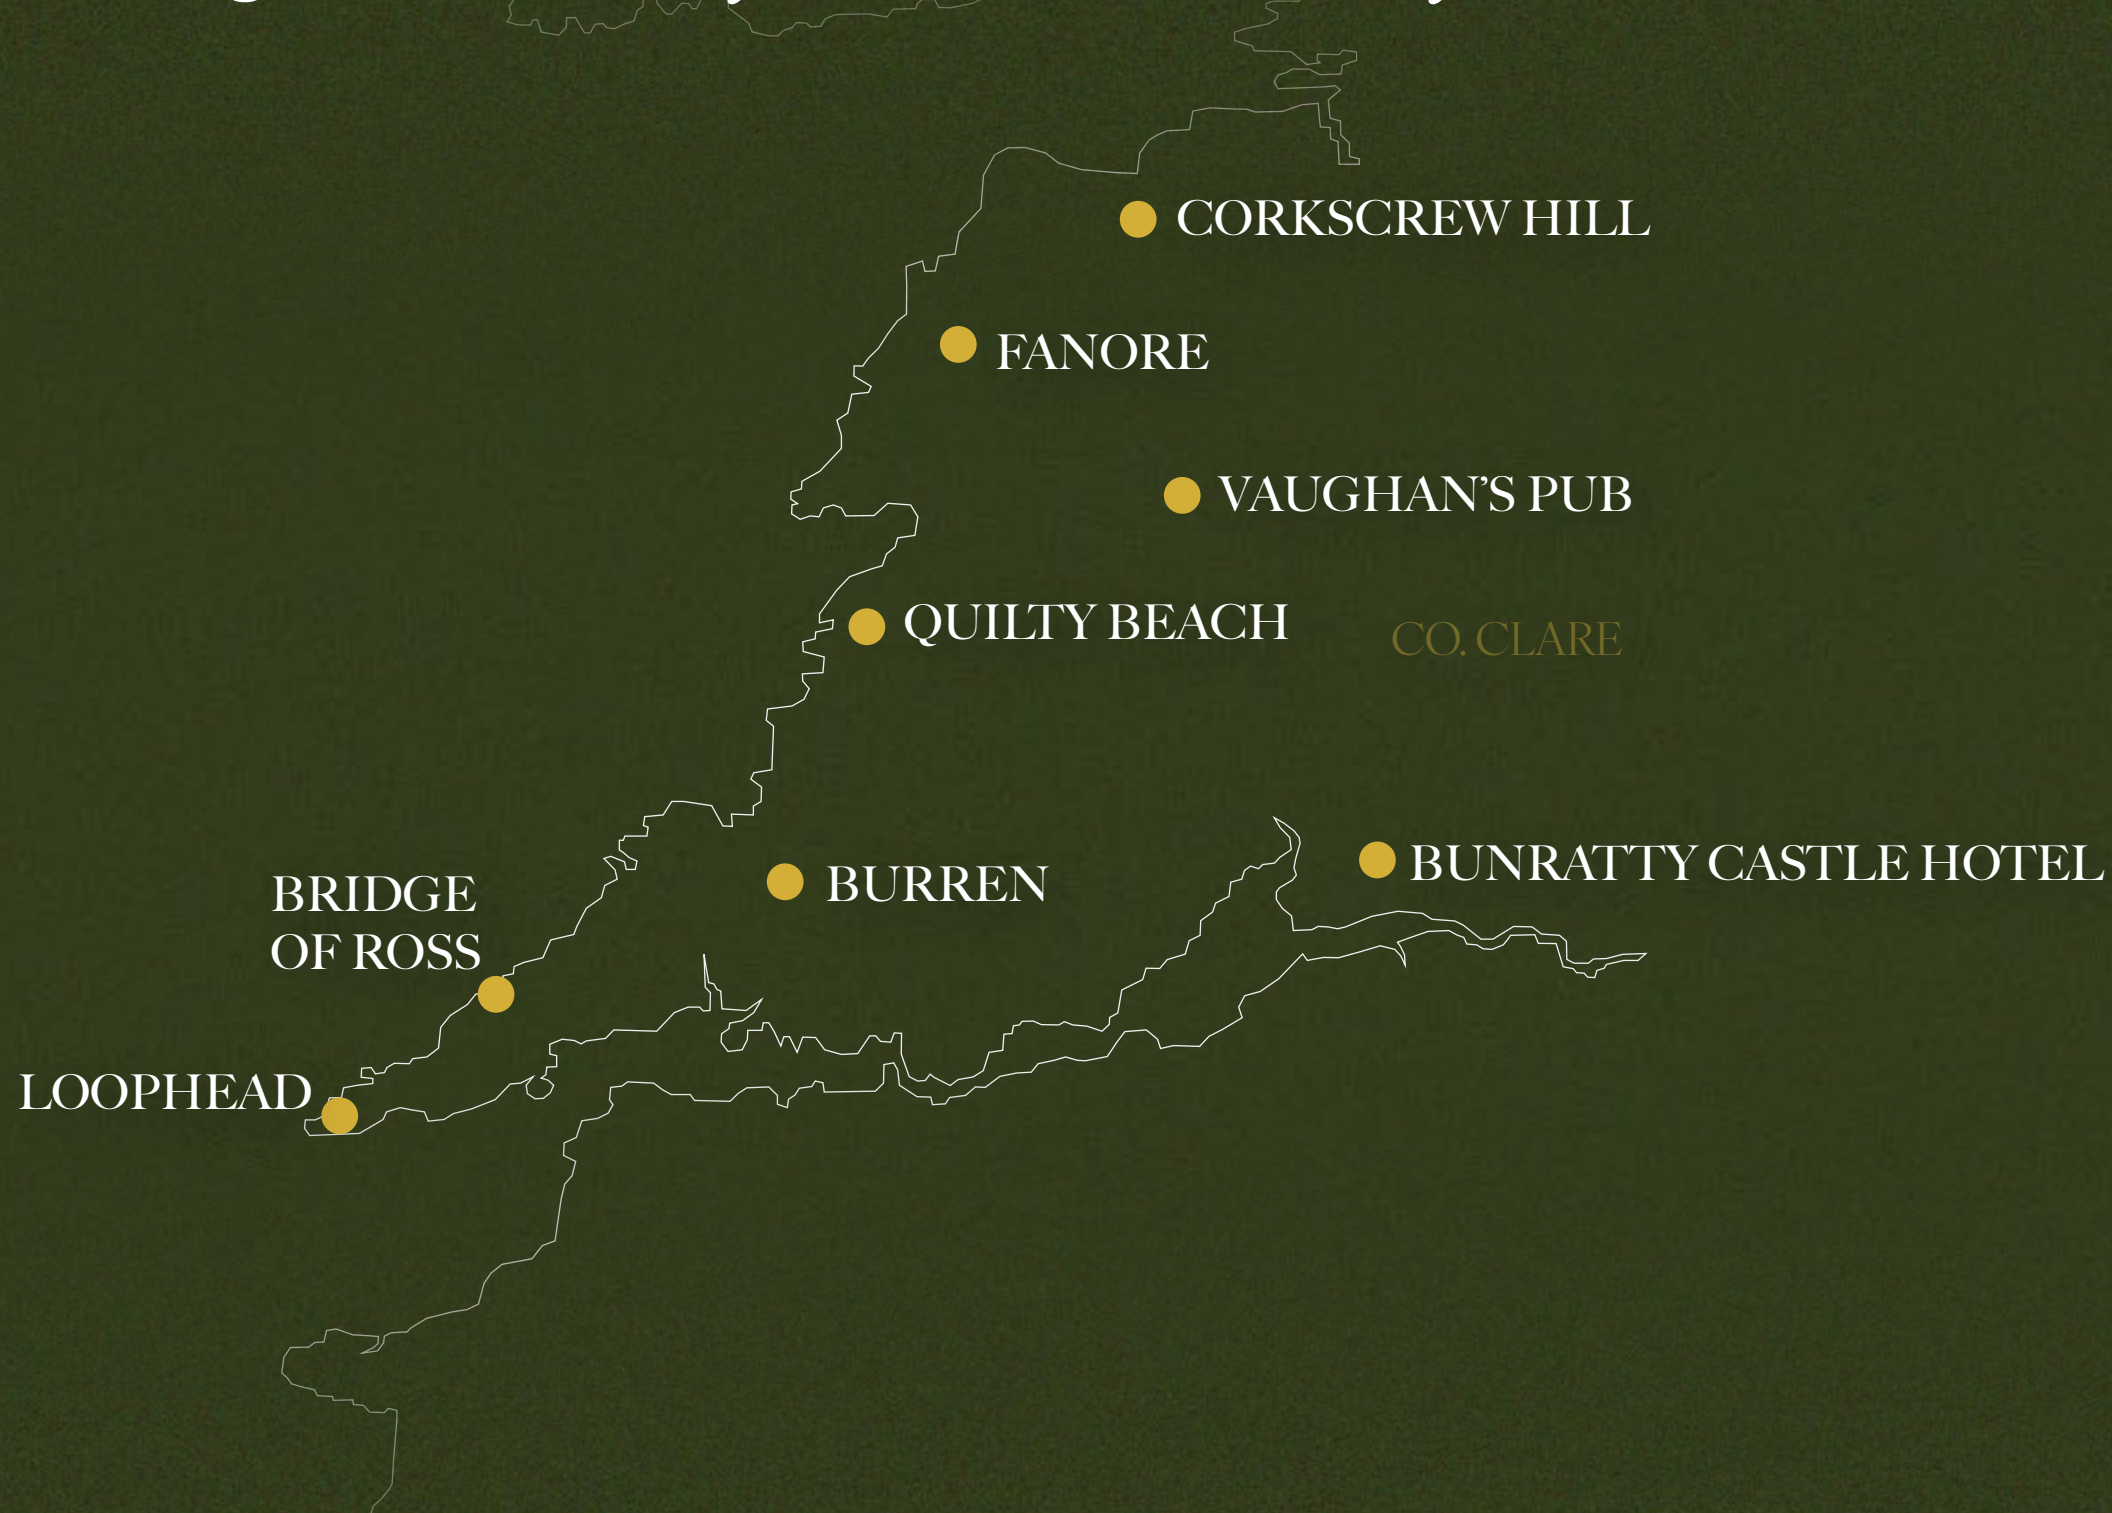 CORKSCREW HILL
FANORE
VAUGHAN’S PUB
QUILTY BEACH
CO. CLARE
BUNRATTY CASTLE HOTEL
BURREN
BRIDGE
OF ROSS
LOOPHEAD